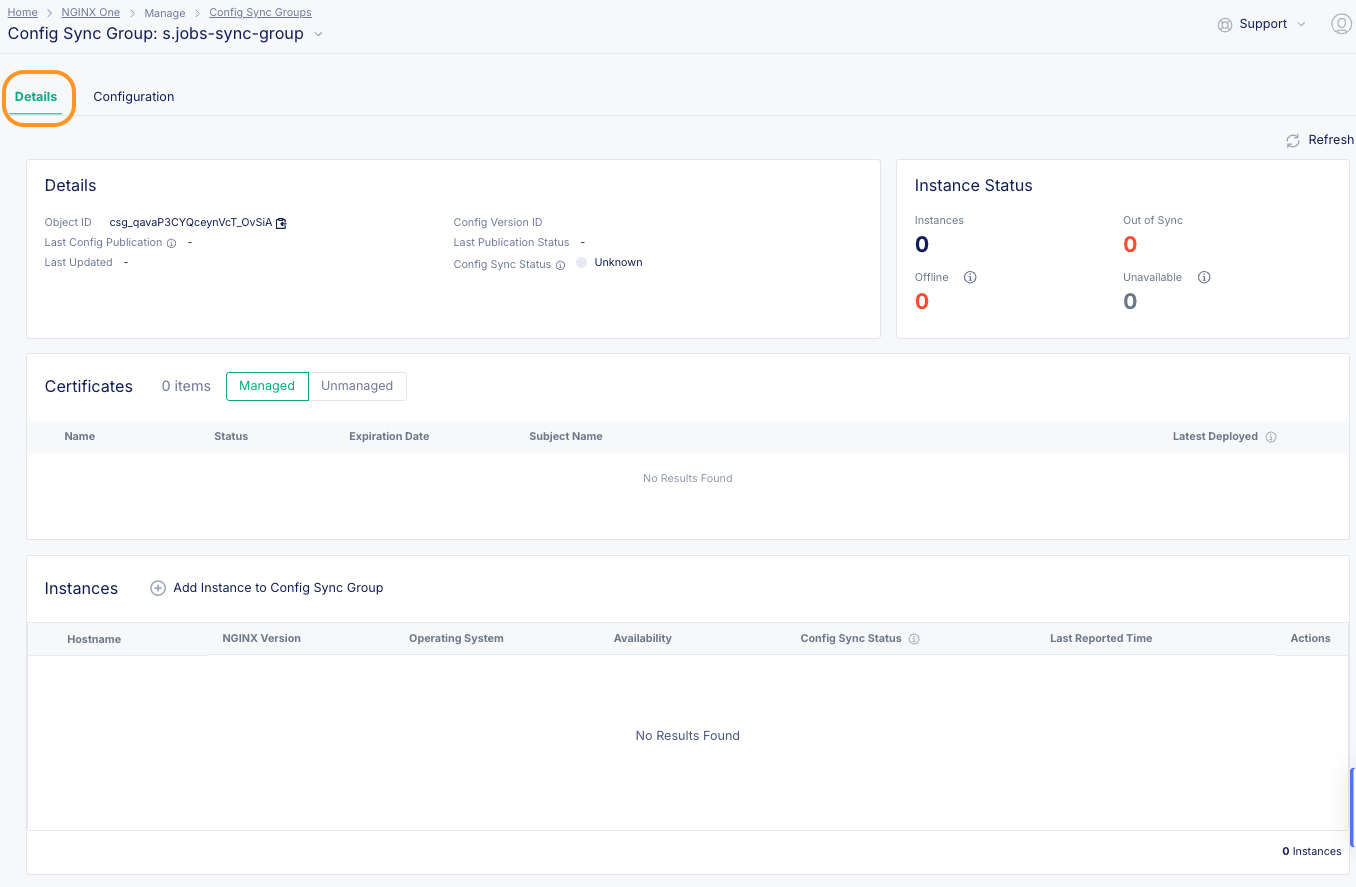 Home > NGINX One > Manage > Config Sync Groups
Config Sync Group: s.jobs-sync-group
Support
Details Configuration
Refresh
Details
Object ID csg_qavaP3CYQceynVcT_OvSiA
Last Config Publication -
Last Updated -
Config Version ID
Last Publication Status -
Config Sync Status Unknown
Instance Status
Instances Out of Sync
0 0
Offline Unavailable
0 0
Certificates 0 items Managed Unmanaged
Name Status Expiration Date Subject Name Latest Deployed
No Results Found
Instances Add Instance to Config Sync Group
Hostname NGINX Version Operating System Availability Config Sync Status Last Reported Time Actions
No Results Found
0 Instances